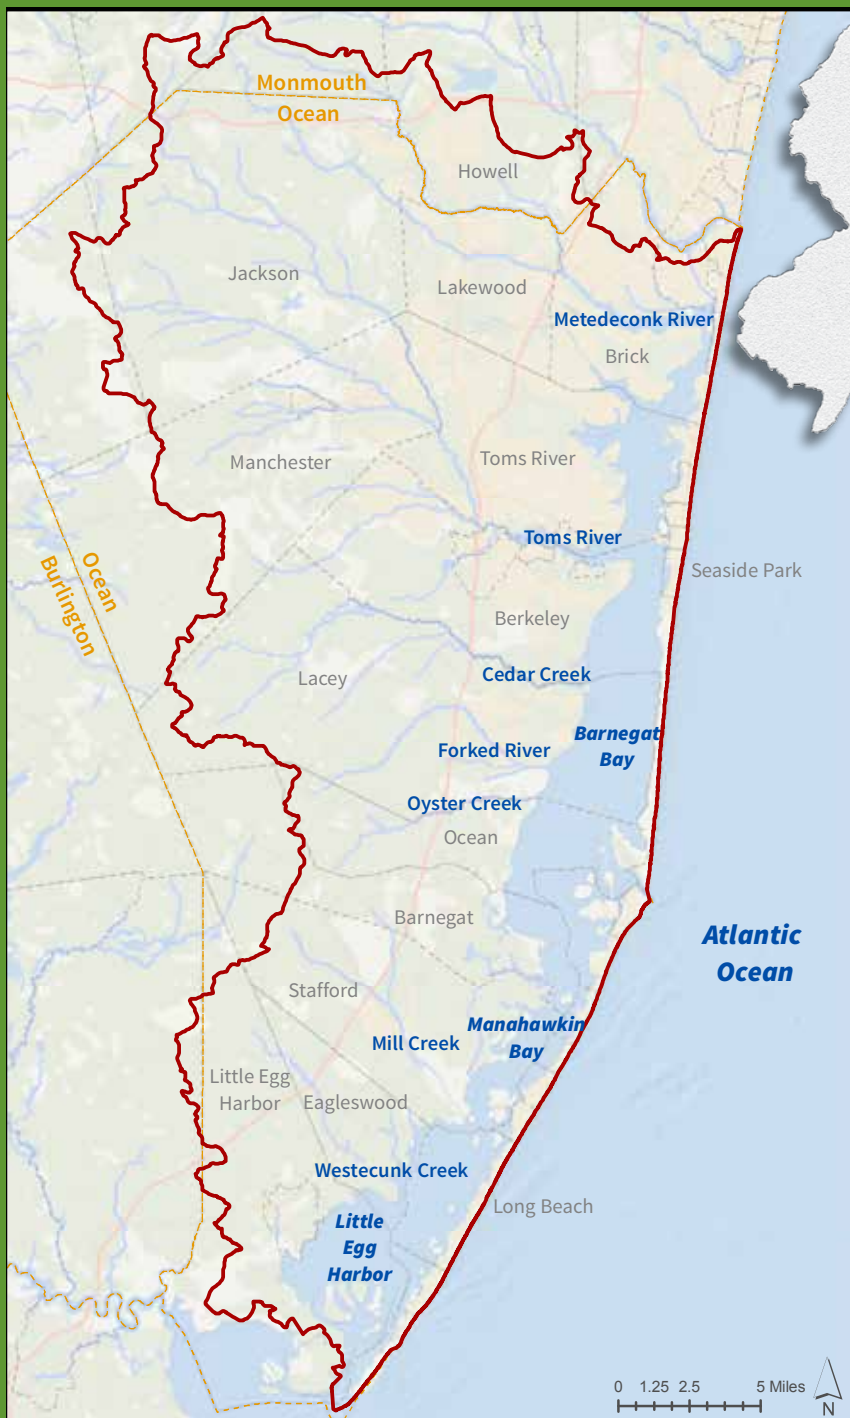 Monmouth
Ocean
Howell
Jackson
Lakewood
Metedeconk River
Brick
Manchester
Toms River
Toms River
Ocean
Burlington
Seaside Park
Berkeley
Lacey
Cedar Creek
Barnegat
Bay
Forked River
Oyster Creek
Ocean
Barnegat
Atlantic
Ocean
Stafford
Manahawkin
Bay
Mill Creek
Little Egg
Harbor
Eagleswood
Westecunk Creek
Long Beach
Little
Egg
Harbor
0 1.25 2.5 5 Miles
N